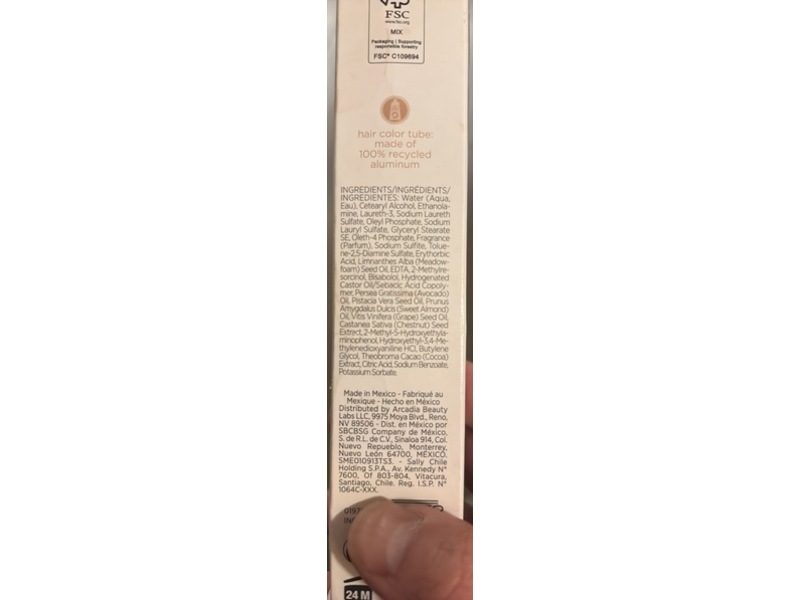 FSC
www.fsc.org
MIX
Packaging | Supporting
responsible forestry
FSC® C109694
hair color tube:
made of
100% recycled
aluminum
INGREDIENTS/INGRÉDIENTS/
INGREDIENTES: Water (Aqua,
Eau), Cetearyl Alcohol, Ethanola-
mine, Laureth-3, Sodium Laureth
Sulfate, Oleyl Phosphate, Sodium
Lauryl Sulfate, Glyceryl Stearate
SE, Oleth-4 Phosphate, Fragrance
(Parfum), Sodium Sulfite, Tolue-
ne-2,5-Diamine Sulfate, Erythorbic
Acid, Limnanthes Alba (Meadow-
foam) Seed Oil, EDTA, 2-Methylre-
sorcinol, Bisabolol, Hydrogenated
Castor Oil/Sebacic Acid Copoly-
mer, Persea Gratissima (Avocado)
Oil, Pistacia Vera Seed Oil, Prunus
Amygdalus Dulcis (Sweet Almond)
Oil, Vitis Vinifera (Grape) Seed Oil,
Castanea Sativa (Chestnut) Seed
Extract, 2-Methyl-5-Hydroxyethyla-
minophenol, Hydroxyethyl-3,4-Me-
thylenedioxyaniline HCl, Butylene
Glycol, Theobroma Cacao (Cocoa)
Extract, Citric Acid, Sodium Benzoate,
Potassium Sorbate.
Made in Mexico - Fabriqué au
Mexique - Hecho en México
Distributed by Arcadia Beauty
Labs LLC, 9975 Moya Blvd., Reno,
NV 89506 - Dist. en México por
SBCBSG Company de México,
S. de R.L. de C.V., Sinaloa 914, Col.
Nuevo Repueblo, Monterrey,
Nuevo León 64700, MÉXICO.
SME010913TS3. - Sally Chile
Holding S.P.A., Av. Kennedy N°
7600, Of 803-804, Vitacura,
Santiago, Chile. Reg. I.S.P. N°
1064C-XXX.
24 M